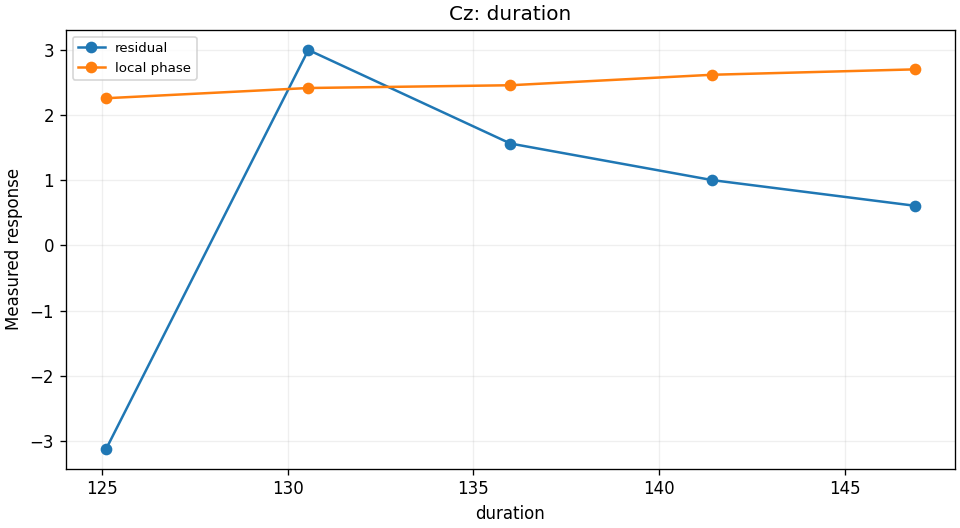 Cz: duration
residual
local phase
Measured response
3
2
1
0
−1
−2
−3
125
130
135
140
145
duration